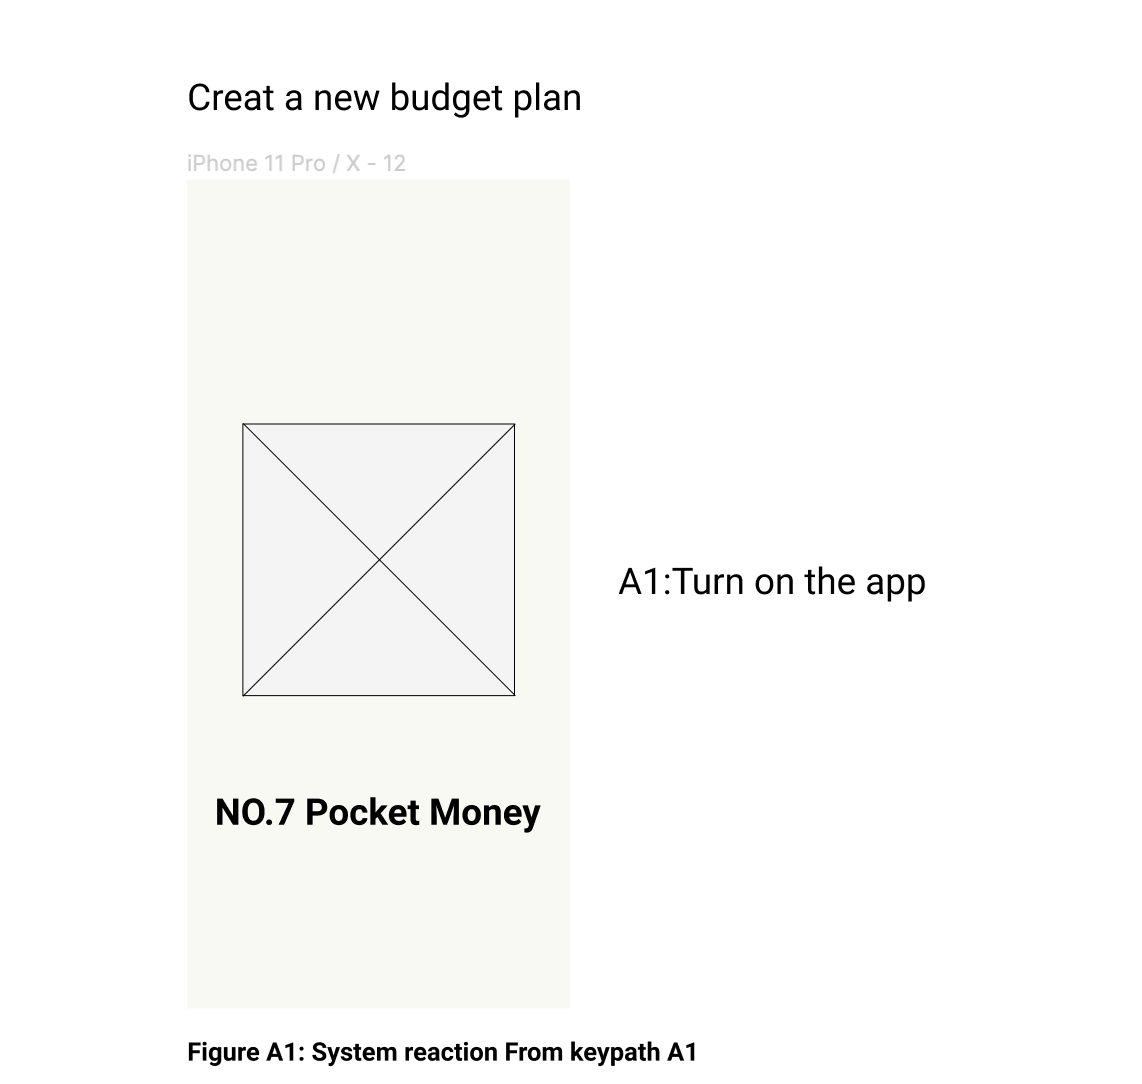 Creat a new budget plan
iPhone 11 Pro / X - 12
A1:Turn on the app
NO.7 Pocket Money
Figure A1: System reaction From keypath A1